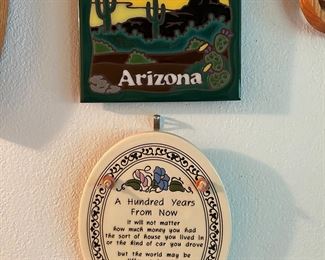 Arizona
A Hundred Years
From Now
it will not matter
how much money you had
the sort of house you lived in
or the kind of car you drove
but the world may be